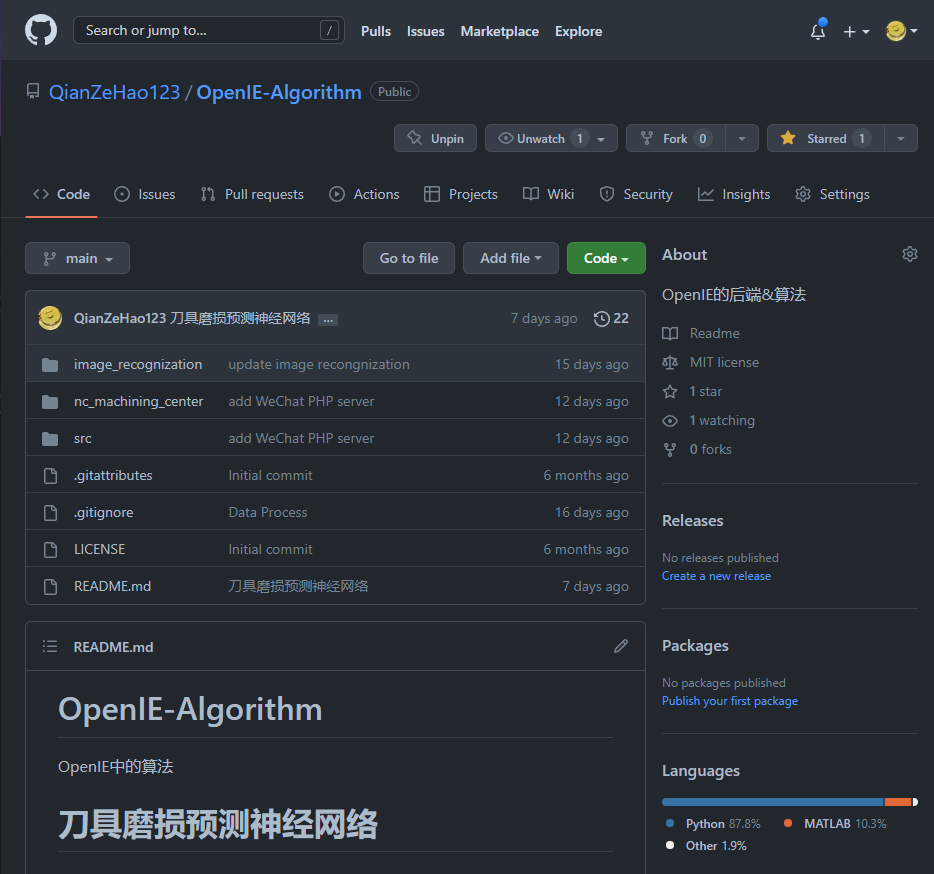 Search or jump to... / Pulls Issues Marketplace Explore
QianZeHao123 / OpenIE-Algorithm Public
Unpin Unwatch 1 Fork 0 Starred 1
Code Issues Pull requests Actions Projects Wiki Security Insights Settings
main Go to file Add file Code
QianZeHao123 刀具磨损预测神经网络 ... 7 days ago 22
image_recognization update image recongnization 15 days ago
nc_machining_center add WeChat PHP server 12 days ago
src add WeChat PHP server 12 days ago
.gitattributes Initial commit 6 months ago
.gitignore Data Process 16 days ago
LICENSE Initial commit 6 months ago
README.md 刀具磨损预测神经网络 7 days ago
README.md
OpenIE-Algorithm
OpenIE中的算法
刀具磨损预测神经网络
About
OpenIE的后端&算法
Readme
MIT license
1 star
1 watching
0 forks
Releases
No releases published
Create a new release
Packages
No packages published
Publish your first package
Languages
Python 87.8% MATLAB 10.3%
Other 1.9%